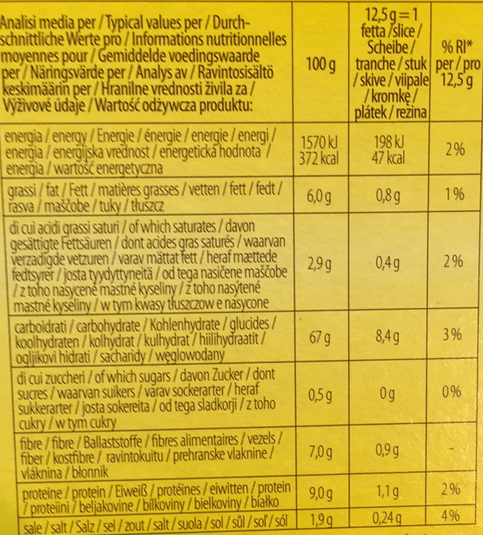 Analisi media per / Typical values per / Durch-
schnittliche Werte pro / Informations nutritionnelles
moyennes pour / Gemiddelde voedingswaarde
per / Näringsvärde per / Analys av / Ravintosisältö
keskimäärin per / Hranilne vrednosti živila za /
Výživové údaje / Wartość odżywcza produktu:
100 g
12,5 g = 1
fetta /slice /
Scheibe /
tranche / stuk
/ skive / viipale
/ kromke /
plátek / rezina
% RI*
per / pro
12,5 g
energia / energy / Energie / énergie / energie / energi /
energia / energijska vrednost / energetická hodnota /
energia / wartość energetyczna
1570 kJ
372 kcal
198 kJ
47 kcal
2%
grassi / fat / Fett / matières grasses / vetten / fett / fedt /
rasva / maščobe / tuky / tłuszcz
6,0 g
0,8 g
1%
di cui acidi grassi saturi / of which saturates / davon
gesättigte Fettsäuren / dont acides gras saturés / waarvan
verzadigde vetzuren / varav mättat fett / heraf mættede
fedtsyrer / josta tyydyttyneitä / od tega nasičene maščobe
/ z toho nasycené mastné kyseliny / z toho nasýtené
mastné kyseliny / w tym kwasy tłuszczow e nasycone
2,9 g
0,4 g
2%
carboidrati / carbohydrate / Kohlenhydrate / glucides /
koolhydraten / kolhydrat / kulhydrat / hiilihydraatit /
ogljikovi hidrati / sacharidy / węglowodany
67 g
8,4 g
3%
di cui zuccheri / of which sugars / davon Zucker / dont
sucres / waarvan suikers / varav sockerarter / heraf
sukkerarter / josta sokereita / od tega sladkorji / z toho
cukry / w tym cukry
0,5 g
0 g
0%
fibre / fibre / Ballaststoffe / fibres alimentaires / vezels /
fiber / kostfibre / ravintokuitu / prehranske vlaknine /
vláknina / błonnik
7,0 g
0,9 g
-
proteine / protein / Eiweiß / protéines / eiwitten / protein
/ proteiini / beljakovine / bílkoviny / bielkoviny / białko
9,0 g
1,1 g
2%
sale / salt / Salz / sel / zout / salt / suola / sol / sůl / soľ / sól
1,9 g
0,24 g
4%